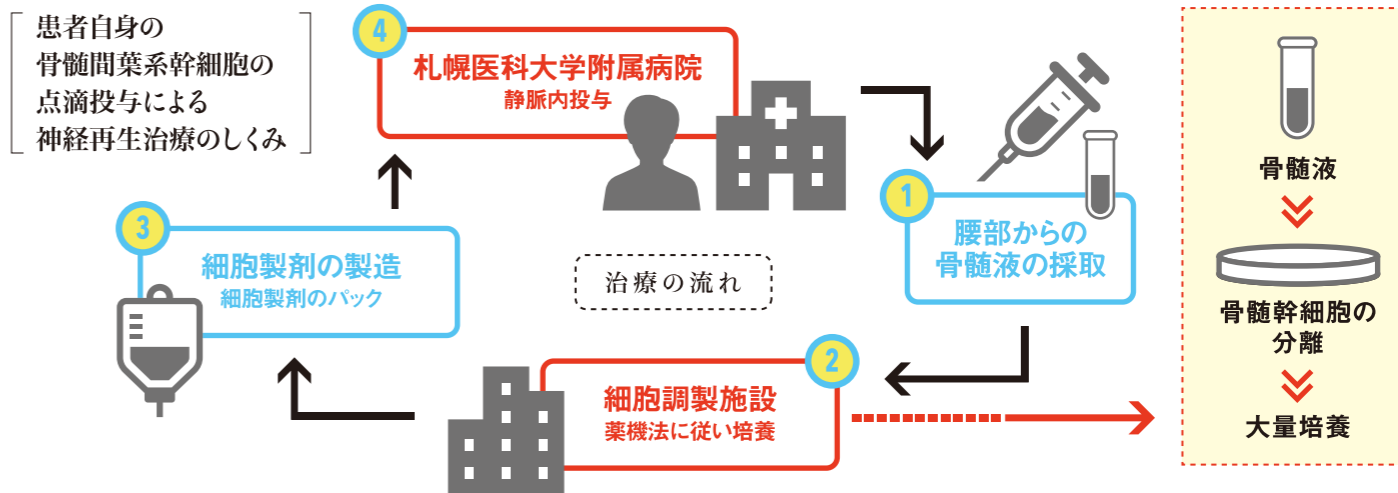 患者自身の
骨髄間葉系幹細胞の
点滴投与による
神経再生治療のしくみ
4
札幌医科大学附属病院
静脈内投与
1
腰部からの
骨髄液の採取
3
細胞製剤の製造
細胞製剤のパック
治療の流れ
2
細胞調製施設
薬機法に従い培養
骨髄液
骨髄幹細胞の
分離
大量培養